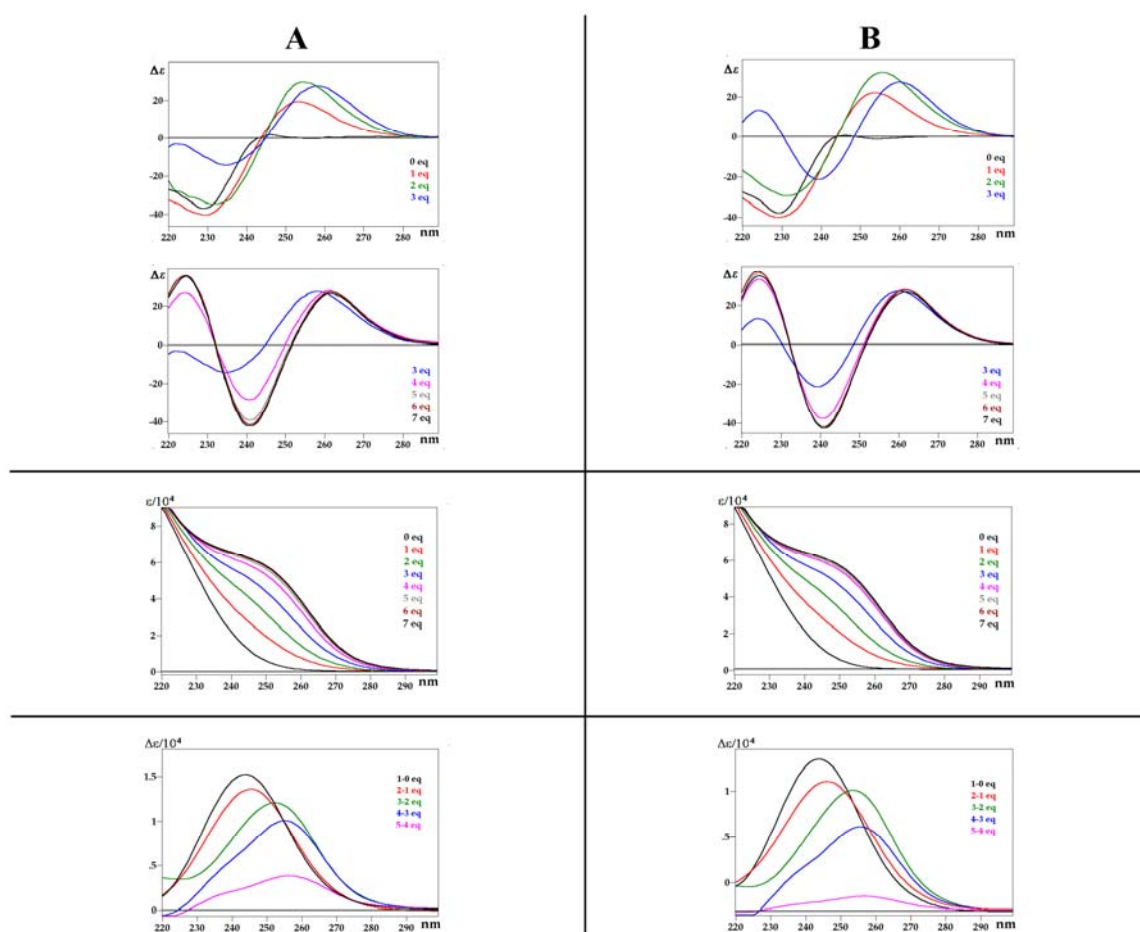 A
B
Δε
20
0
-20
-40
0 eq
1 eq
2 eq
3 eq
220 230 240 250 260 270 280 nm
Δε
20
0
-20
-40
0 eq
1 eq
2 eq
3 eq
220 230 240 250 260 270 280 nm
Δε
20
0
-20
-40
3 eq
4 eq
5 eq
6 eq
7 eq
220 230 240 250 260 270 280
Δε
20
0
-20
-40
3 eq
4 eq
5 eq
6 eq
7 eq
220 230 240 250 260 270 280
ε/10⁴
8
6
4
2
0
0 eq
1 eq
2 eq
3 eq
4 eq
5 eq
6 eq
7 eq
nm
220 230 240 250 260 270 280 290
ε/10⁴
8
6
4
2
0
0 eq
1 eq
2 eq
3 eq
4 eq
5 eq
6 eq
7 eq
nm
220 230 240 250 260 270 280 290
Δε/10⁴
1.5
1
.5
0
1-0 eq
2-1 eq
3-2 eq
4-3 eq
5-4 eq
nm
220 230 240 250 260 270 280 290
Δε/10⁴
1
.5
0
1-0 eq
2-1 eq
3-2 eq
4-3 eq
5-4 eq
nm
220 230 240 250 260 270 280 290